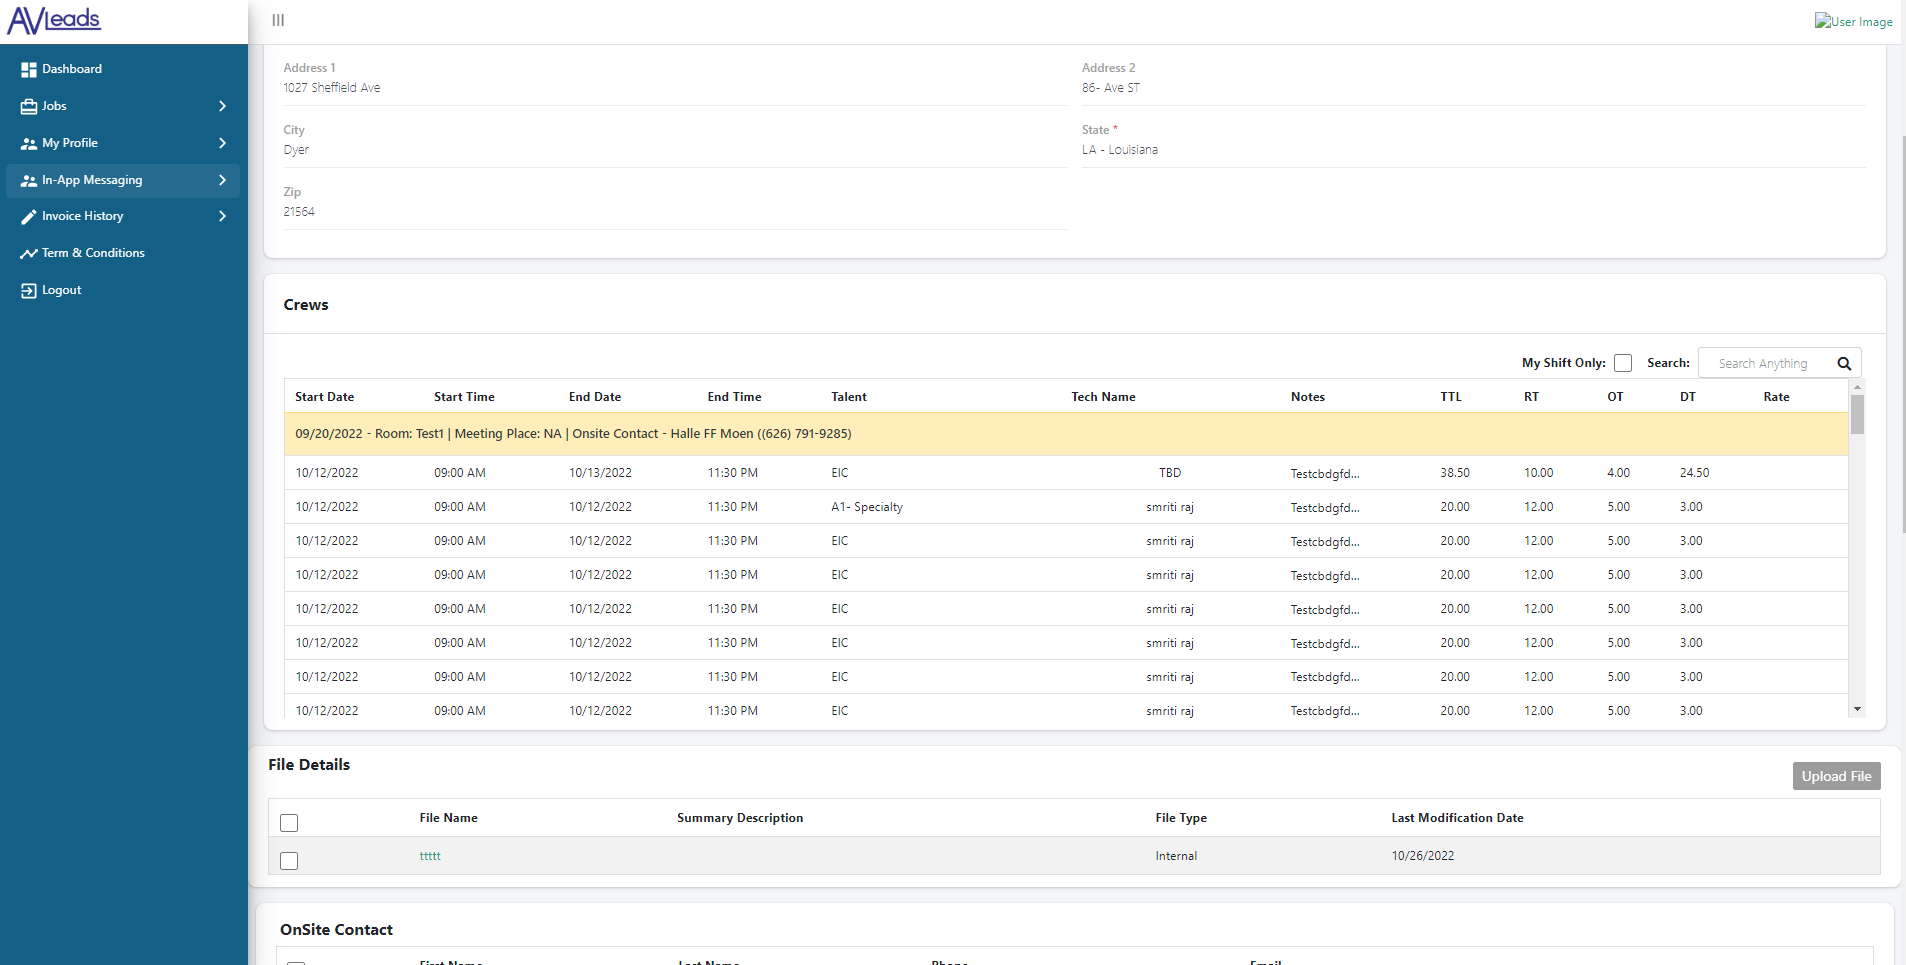 AVLeads
User Image
Dashboard
Jobs
My Profile
In-App Messaging
Invoice History
Term & Conditions
Logout
Address 1
1027 Sheffield Ave
Address 2
86- Ave ST
City
Dyer
State *
LA - Louisiana
Zip
21564
Crews
My Shift Only: Search: Search Anything
Start Date Start Time End Date End Time Talent Tech Name Notes TTL RT OT DT Rate
09/20/2022 - Room: Test1 | Meeting Place: NA | Onsite Contact - Halle FF Moen ((626) 791-9285)
10/12/2022 09:00 AM 10/13/2022 11:30 PM EIC TBD Testcbdgfd... 38.50 10.00 4.00 24.50
10/12/2022 09:00 AM 10/12/2022 11:30 PM A1- Specialty smriti raj Testcbdgfd... 20.00 12.00 5.00 3.00
10/12/2022 09:00 AM 10/12/2022 11:30 PM EIC smriti raj Testcbdgfd... 20.00 12.00 5.00 3.00
10/12/2022 09:00 AM 10/12/2022 11:30 PM EIC smriti raj Testcbdgfd... 20.00 12.00 5.00 3.00
10/12/2022 09:00 AM 10/12/2022 11:30 PM EIC smriti raj Testcbdgfd... 20.00 12.00 5.00 3.00
10/12/2022 09:00 AM 10/12/2022 11:30 PM EIC smriti raj Testcbdgfd... 20.00 12.00 5.00 3.00
10/12/2022 09:00 AM 10/12/2022 11:30 PM EIC smriti raj Testcbdgfd... 20.00 12.00 5.00 3.00
10/12/2022 09:00 AM 10/12/2022 11:30 PM EIC smriti raj Testcbdgfd... 20.00 12.00 5.00 3.00
File Details
Upload File
File Name Summary Description File Type Last Modification Date
ttttt Internal 10/26/2022
OnSite Contact
First Name Last Name Phone Email